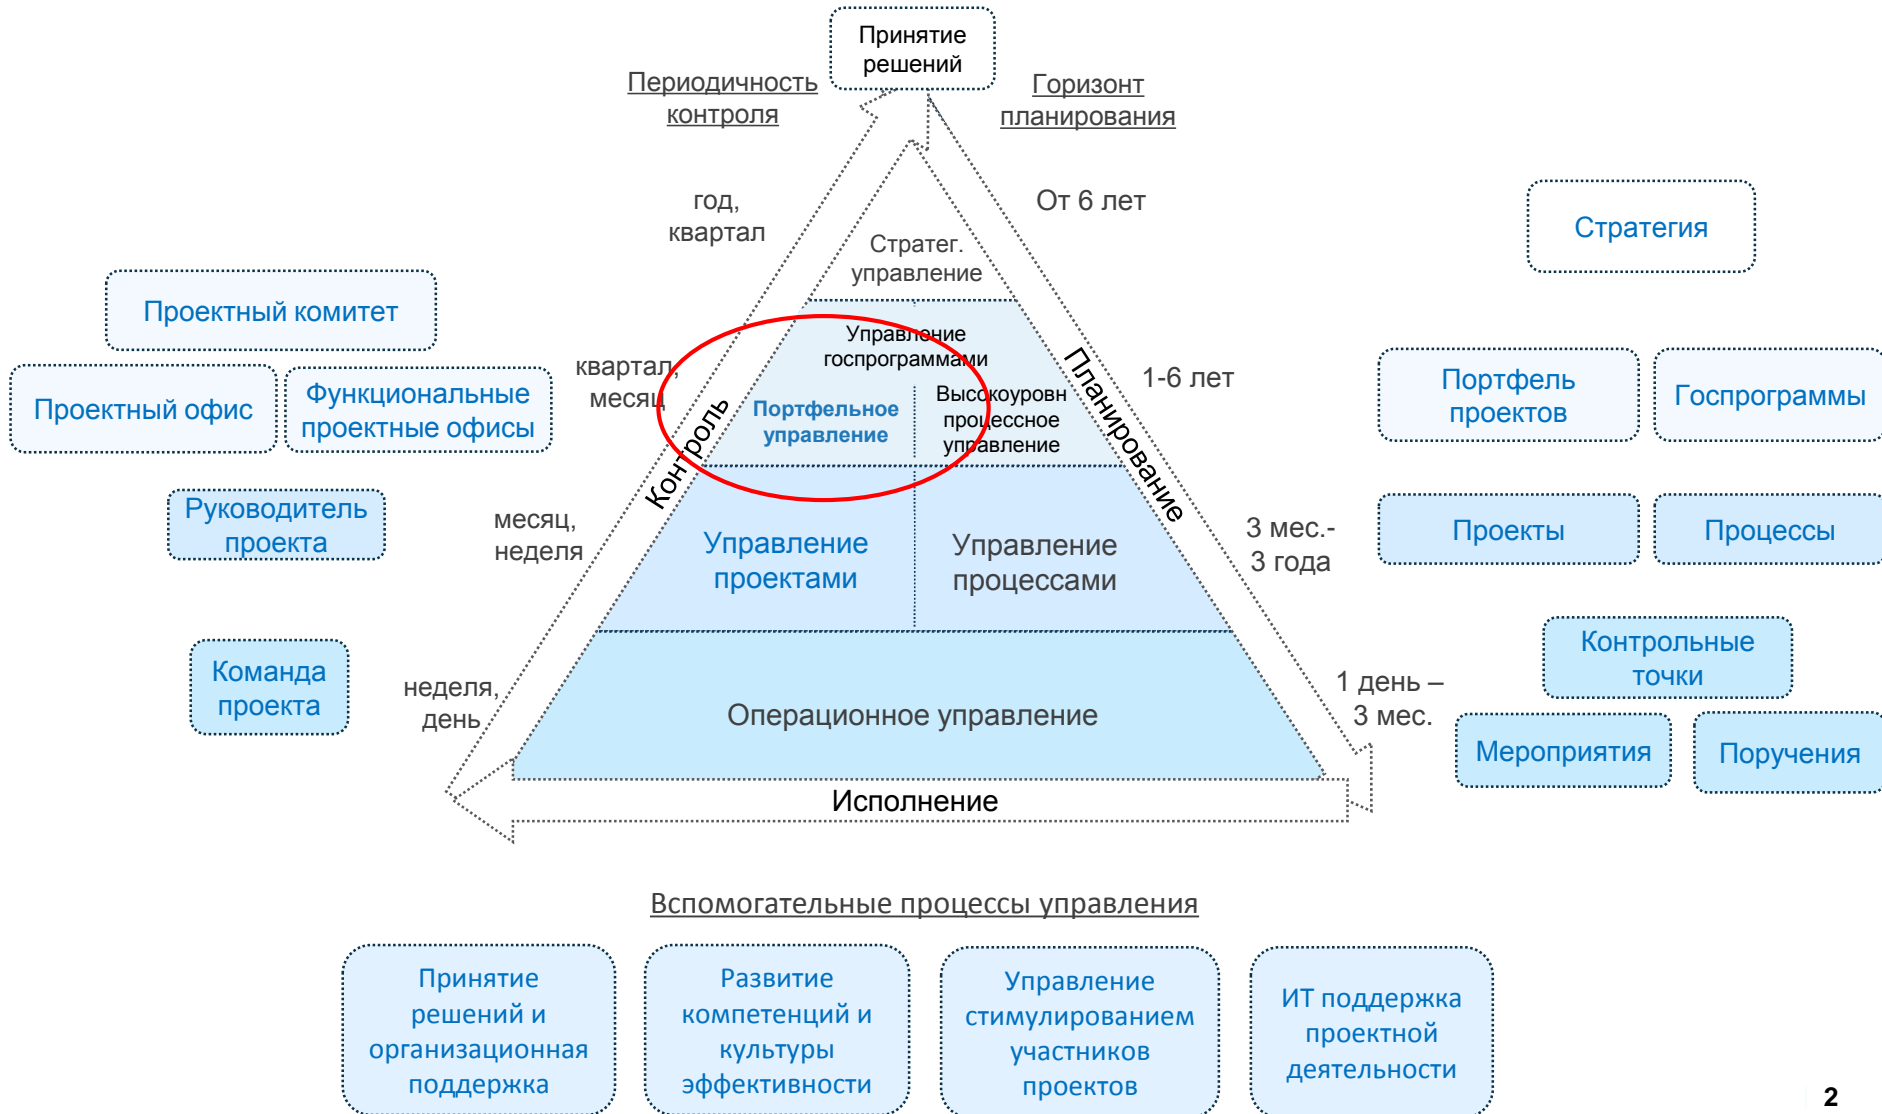 Принятие
решений
Периодичность
контроля
Горизонт
планирования
год,
квартал
От 6 лет
Стратегия
Стратег.
управление
Проектный комитет
Управление
госпрограммами
квартал,
месяц
1-6 лет
Проектный офис
Функциональные
проектные офисы
Портфельное
управление
Высокоуровн
процессное
управление
Портфель
проектов
Госпрограммы
Контроль
Планирование
Руководитель
проекта
месяц,
неделя
Управление
проектами
Управление
процессами
3 мес.-
3 года
Проекты
Процессы
Команда
проекта
неделя,
день
Операционное управление
1 день –
3 мес.
Контрольные
точки
Мероприятия
Поручения
Исполнение
Вспомогательные процессы управления
Принятие
решений и
организационная
поддержка
Развитие
компетенций и
культуры
эффективности
Управление
стимулированием
участников
проектов
ИТ поддержка
проектной
деятельности
2